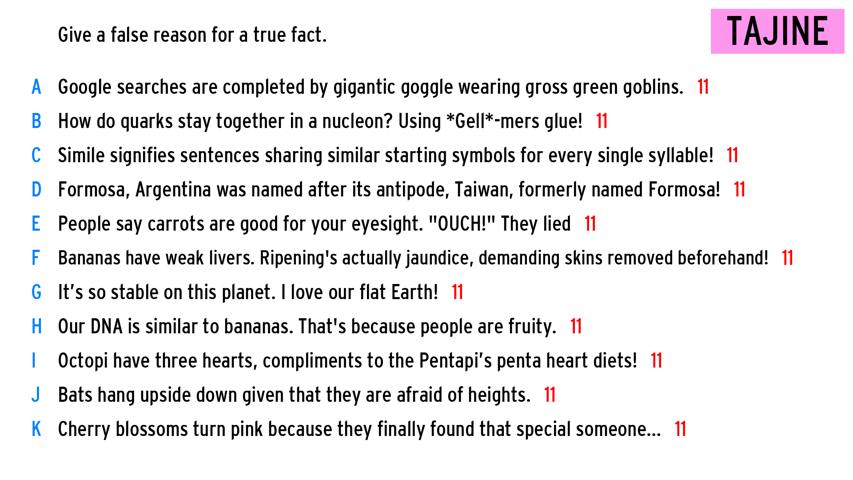 Give a false reason for a true fact.
TAJINE
A Google searches are completed by gigantic goggle wearing gross green goblins. 11
B How do quarks stay together in a nucleon? Using *Gell*-mers glue! 11
C Simile signifies sentences sharing similar starting symbols for every single syllable! 11
D Formosa, Argentina was named after its antipode, Taiwan, formerly named Formosa! 11
E People say carrots are good for your eyesight. "OUCH!" They lied 11
F Bananas have weak livers. Ripening's actually jaundice, demanding skins removed beforehand! 11
G It’s so stable on this planet. I love our flat Earth! 11
H Our DNA is similar to bananas. That's because people are fruity. 11
I Octopi have three hearts, compliments to the Pentapi’s penta heart diets! 11
J Bats hang upside down given that they are afraid of heights. 11
K Cherry blossoms turn pink because they finally found that special someone... 11